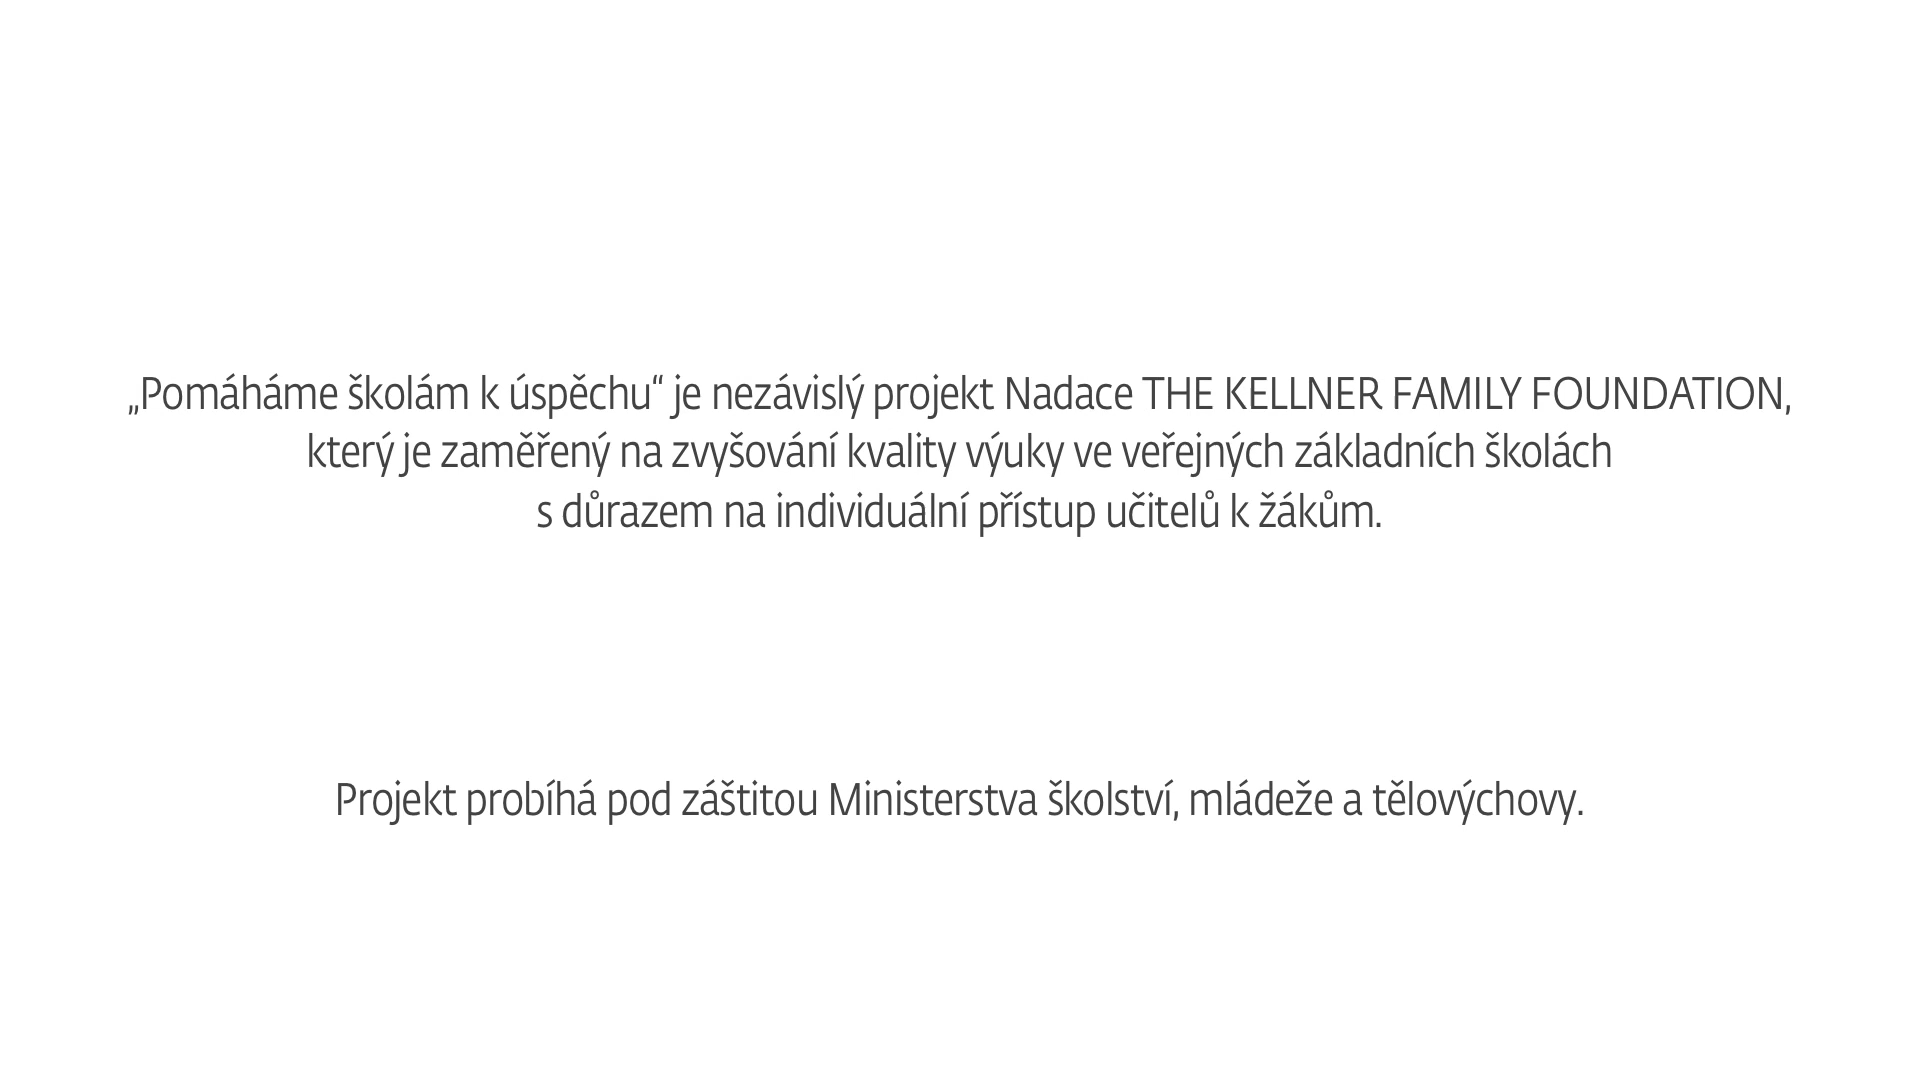 „Pomáháme školám k úspěchu“ je nezávislý projekt Nadace THE KELLNER FAMILY FOUNDATION,
který je zaměřený na zvyšování kvality výuky ve veřejných základních školách
s důrazem na individuální přístup učitelů k žákům.
Projekt probíhá pod záštitou Ministerstva školství, mládeže a tělovýchovy.